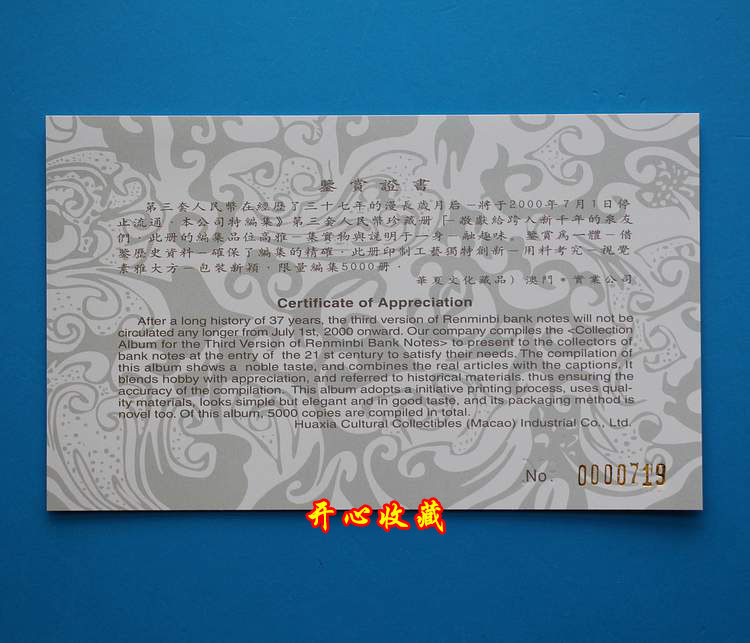 鑒賞證書
第三套人民幣在經歷了三十七年的漫長歲月后－將于2000年7月1日停
止流通．本公司特編集》第三套人民幣珍藏册「－敬獻給跨入新千年的泉友
們．此册的編集品位高雅－集實物與説明于一身－融趣味﹑鑒賞爲一體－借
鑒歷史資料－確保了編集的精確．此册印制工藝獨特創新－用料考究－視覺
素雅大方－包装新穎．限量編集5000册．
華夏文化藏品）澳門＊實業公司
Certificate of Appreciation
After a long history of 37 years, the third version of Renminbi bank notes will not be
circulated any longer from July 1st, 2000 onward. Our company compiles the <Collection
Album for the Third Version of Renminbi Bank Notes> to present to the collectors of
bank notes at the entry of the 21 st century to satisfy their needs. The compilation of
this album shows a noble taste, and combines the real articles with the captions. It
blends hobby with appreciation, and referred to historical materials. thus ensuring the
accuracy of the compilation. This album adopts a initiative printing process, uses qual-
ity materials, looks simple but elegant and in good taste, and its packaging method is
novel too. Of this album, 5000 copies are compiled in total.
Huaxia Cultural Collectibles (Macao) Industrial Co., Ltd.
No. 0000719
开心收藏